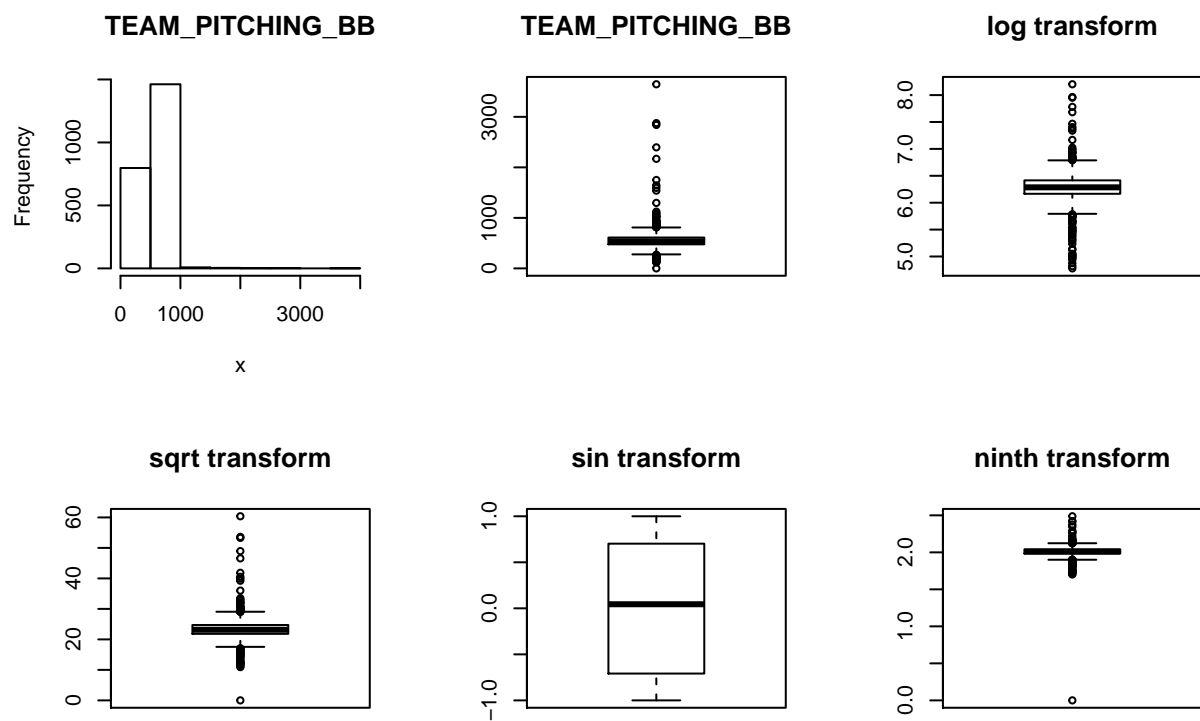 TEAM_PITCHING_BB
Frequency
1000
500
0
0 1000 3000
x
TEAM_PITCHING_BB
3000
1000
0
log transform
8.0
7.0
6.0
5.0
sqrt transform
60
40
20
0
sin transform
1.0
0.0
−1.0
ninth transform
2.0
1.0
0.0